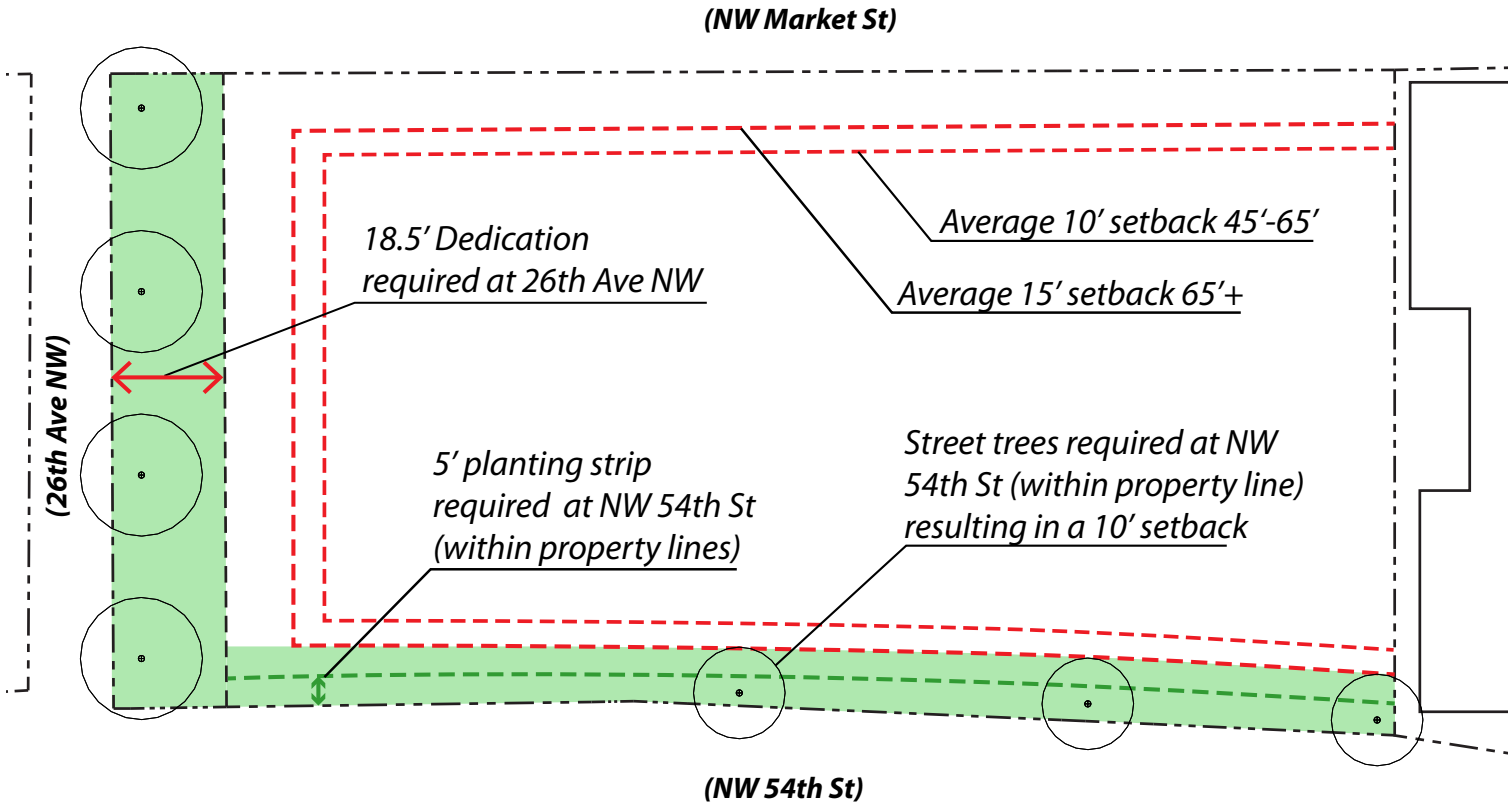 (NW Market St)
18.5′ Dedication
required at 26th Ave NW
Average 10′ setback 45‘-65’
Average 15′ setback 65’+
(26th Ave NW)
5′ planting strip
required at NW 54th St
(within property lines)
Street trees required at NW
54th St (within property line)
resulting in a 10′ setback
(NW 54th St)